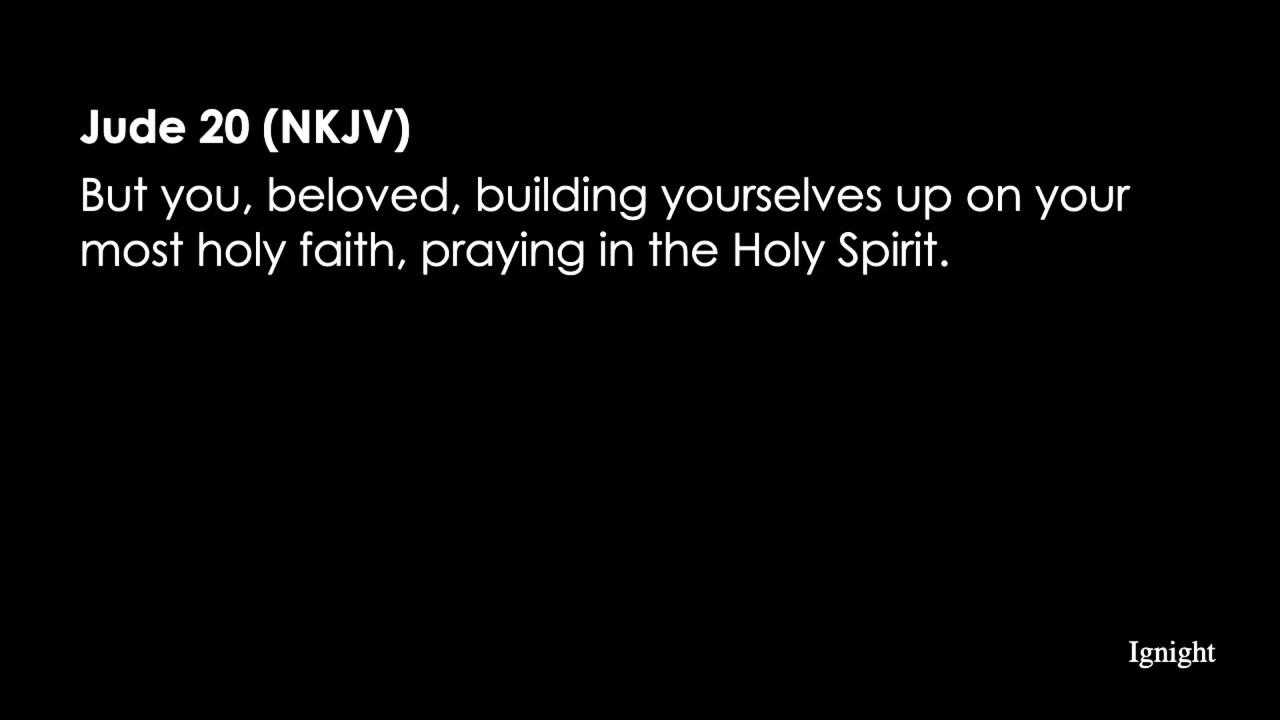 Jude 20 (NKJV)
But you, beloved, building yourselves up on your
most holy faith, praying in the Holy Spirit.
Ignight